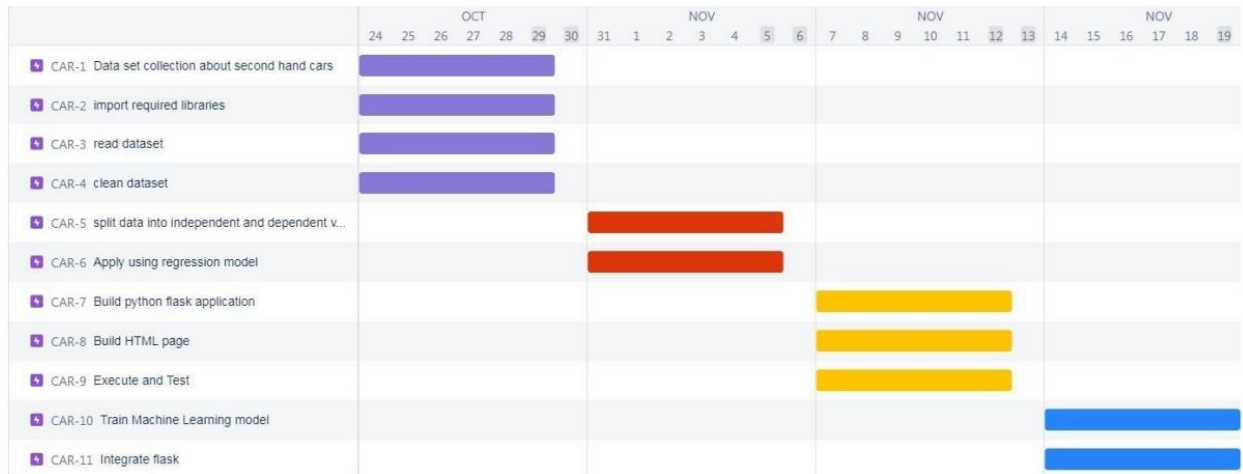 OCT NOV NOV NOV
24 25 26 27 28 29 30 31 1 2 3 4 5 6 7 8 9 10 11 12 13 14 15 16 17 18 19
CAR-1 Data set collection about second hand cars
CAR-2 import required libraries
CAR-3 read dataset
CAR-4 clean dataset
CAR-5 split data into independent and dependent v...
CAR-6 Apply using regression model
CAR-7 Build python flask application
CAR-8 Build HTML page
CAR-9 Execute and Test
CAR-10 Train Machine Learning model
CAR-11 Integrate flask